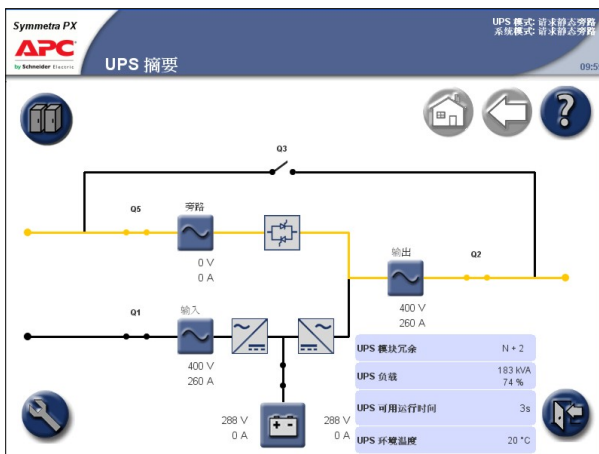 Symmetra PX
APC
by Schneider Electric
UPS 摘要
UPS 模式: 请求静态旁路
系统模式: 请求静态旁路
09:5
Q3
Q5
旁路
0 V
0 A
输出
Q2
400 V
260 A
Q1
输入
400 V
260 A
288 V
0 A
288 V
0 A
UPS 模块冗余 N + 2
UPS 负载 183 kVA
74 %
UPS 可用运行时间 3s
UPS 环境温度 20 °C